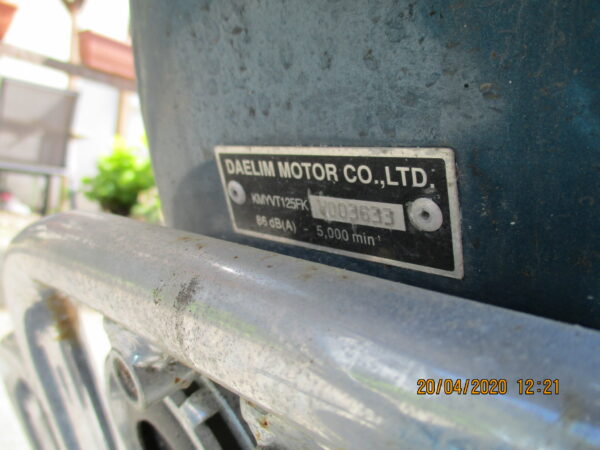 DAELIM MOTOR CO.,LTD.
KMYVT125FK
86 dB(A) - 5,000 min⁻¹
20/04/2020 12:21